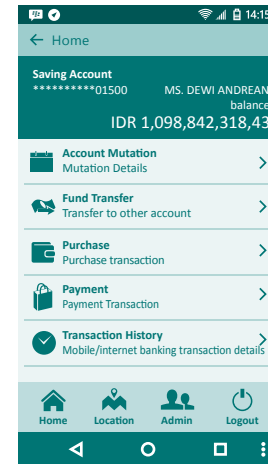 14:15
Home
Saving Account
**********01500 MS. DEWI ANDREAN
balance
IDR 1,098,842,318,43
Account Mutation
Mutation Details
Fund Transfer
Transfer to other account
Purchase
Purchase transaction
Payment
Payment Transaction
Transaction History
Mobile/internet banking transaction details
Home Location Admin Logout